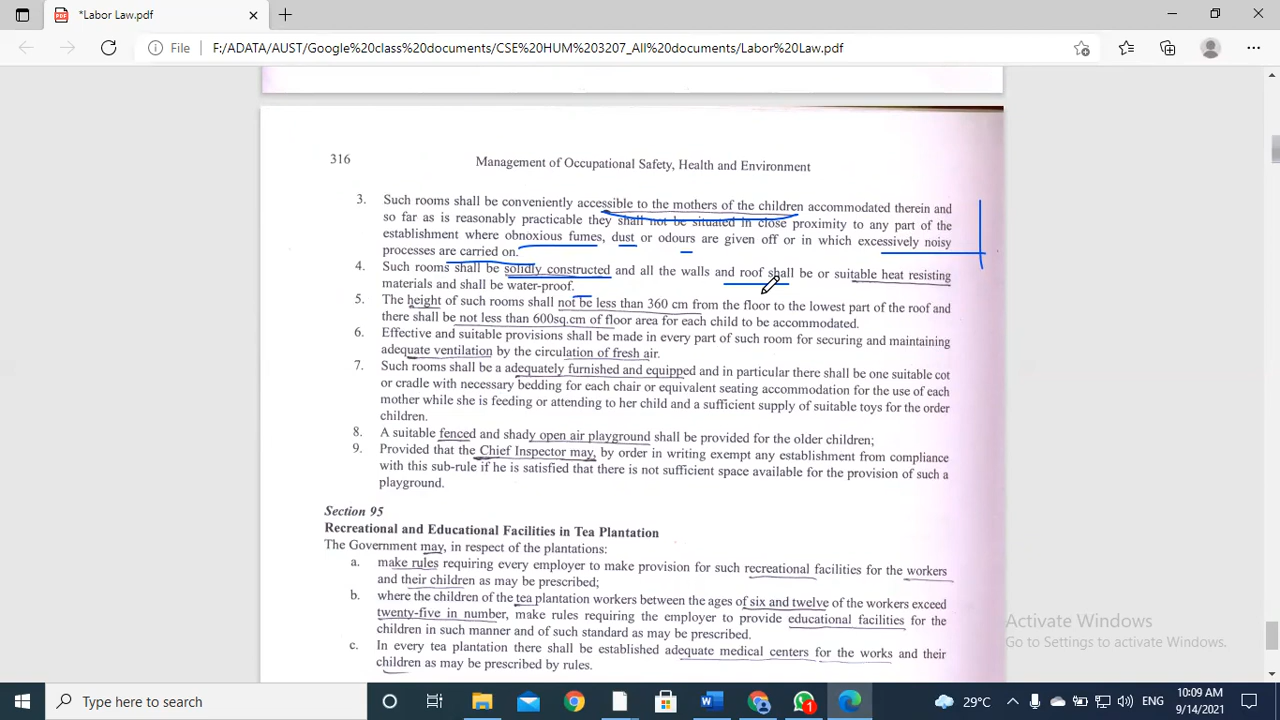 *Labor Law.pdf
File
F:/ADATA/AUST/Google%20class%20documents/CSE%20HUM%203207_All%20documents/Labor%20Law.pdf
316
Management of Occupational Safety, Health and Environment
3. Such rooms shall be conveniently accessible to the mothers of the children accommodated therein and
so far as is reasonably practicable they shall not be situated in close proximity to any part of the
establishment where obnoxious fumes, dust or odours are given off or in which excessively noisy
processes are carried on.
4. Such rooms shall be solidly constructed and all the walls and roof shall be or suitable heat resisting
materials and shall be water-proof.
5. The height of such rooms shall not be less than 360 cm from the floor to the lowest part of the roof and
there shall be not less than 600sq.cm of floor area for each child to be accommodated.
6. Effective and suitable provisions shall be made in every part of such room for securing and maintaining
adequate ventilation by the circulation of fresh air.
7. Such rooms shall be a adequately furnished and equipped and in particular there shall be one suitable cot
or cradle with necessary bedding for each chair or equivalent seating accommodation for the use of each
mother while she is feeding or attending to her child and a sufficient supply of suitable toys for the order
children.
8. A suitable fenced and shady open air playground shall be provided for the older children;
9. Provided that the Chief Inspector may, by order in writing exempt any establishment from compliance
with this sub-rule if he is satisfied that there is not sufficient space available for the provision of such a
playground.
Section 95
Recreational and Educational Facilities in Tea Plantation
The Government may, in respect of the plantations:
a. make rules requiring every employer to make provision for such recreational facilities for the workers
and their children as may be prescribed;
b. where the children of the tea plantation workers between the ages of six and twelve of the workers exceed
twenty-five in number, make rules requiring the employer to provide educational facilities for the
children in such manner and of such standard as may be prescribed.
c. In every tea plantation there shall be established adequate medical centers for the works and their
children as may be prescribed by rules.
Activate Windows
Go to Settings to activate Windows.
Type here to search
1
29°C
ENG
10:09 AM
9/14/2021